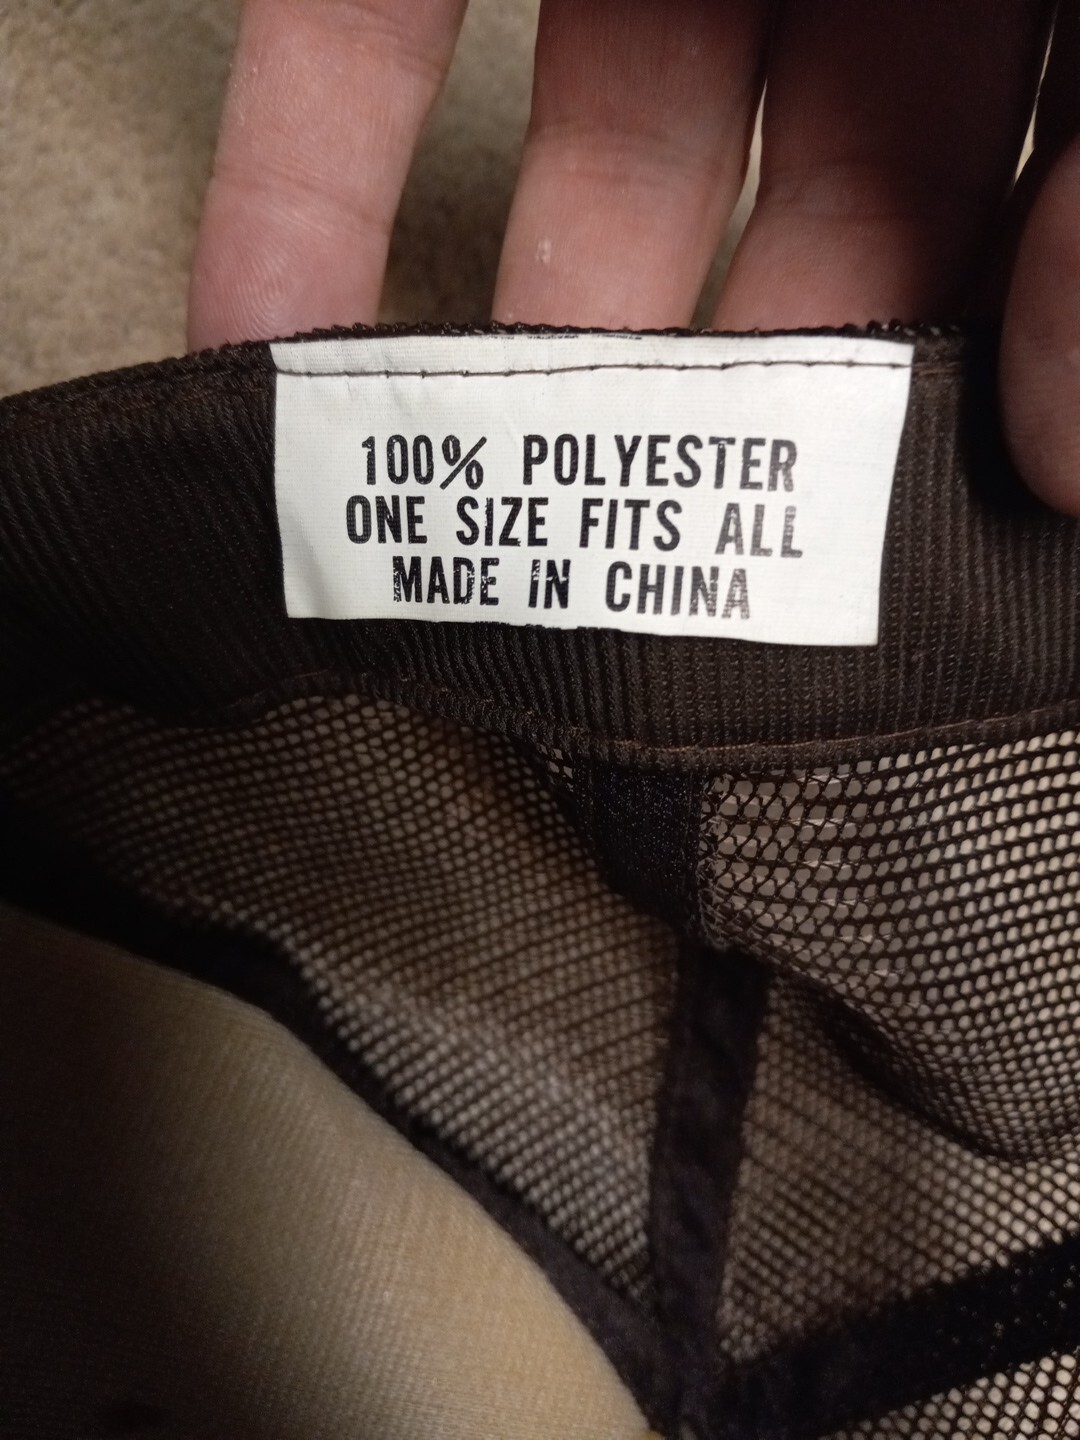 100% POLYESTER
ONE SIZE FITS ALL
MADE IN CHINA